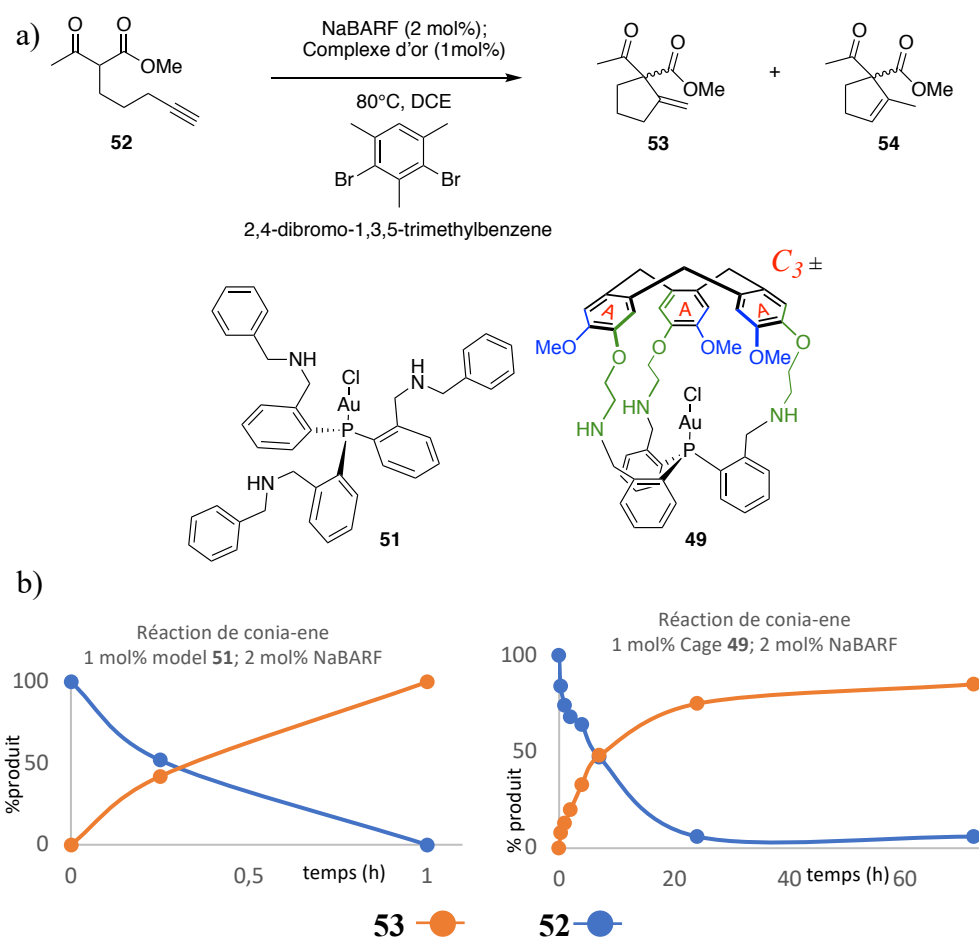 a)
NaBARF (2 mol%);
Complexe d'or (1mol%)
80°C, DCE
O
O
OMe
52
Br
Br
2,4-dibromo-1,3,5-trimethylbenzene
O
O
OMe
53
+
O
O
OMe
54
NH
Cl
Au
P
H
N
NH
51
C3 ±
A
A
A
MeO
O
O
OMe
OMe
O
HN
HN
NH
Cl
Au
P
49
b)
Réaction de conia-ene
1 mol% model 51; 2 mol% NaBARF
100
50
0
%produit
0
0,5
1
temps (h)
Réaction de conia-ene
1 mol% Cage 49; 2 mol% NaBARF
100
50
0
% produit
0
20
40
60
temps (h)
53
52